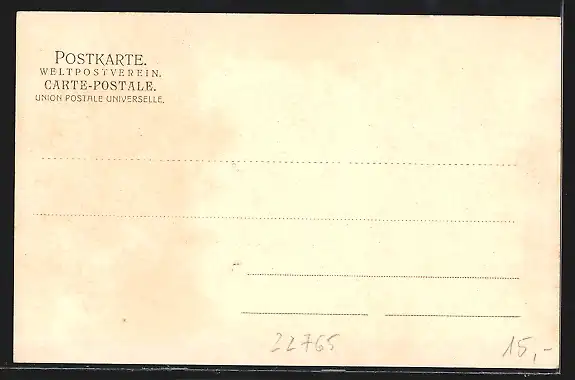 POSTKARTE.
WELTPOSTVEREIN.
CARTE-POSTALE.
UNION POSTALE UNIVERSELLE.
22765
15,-